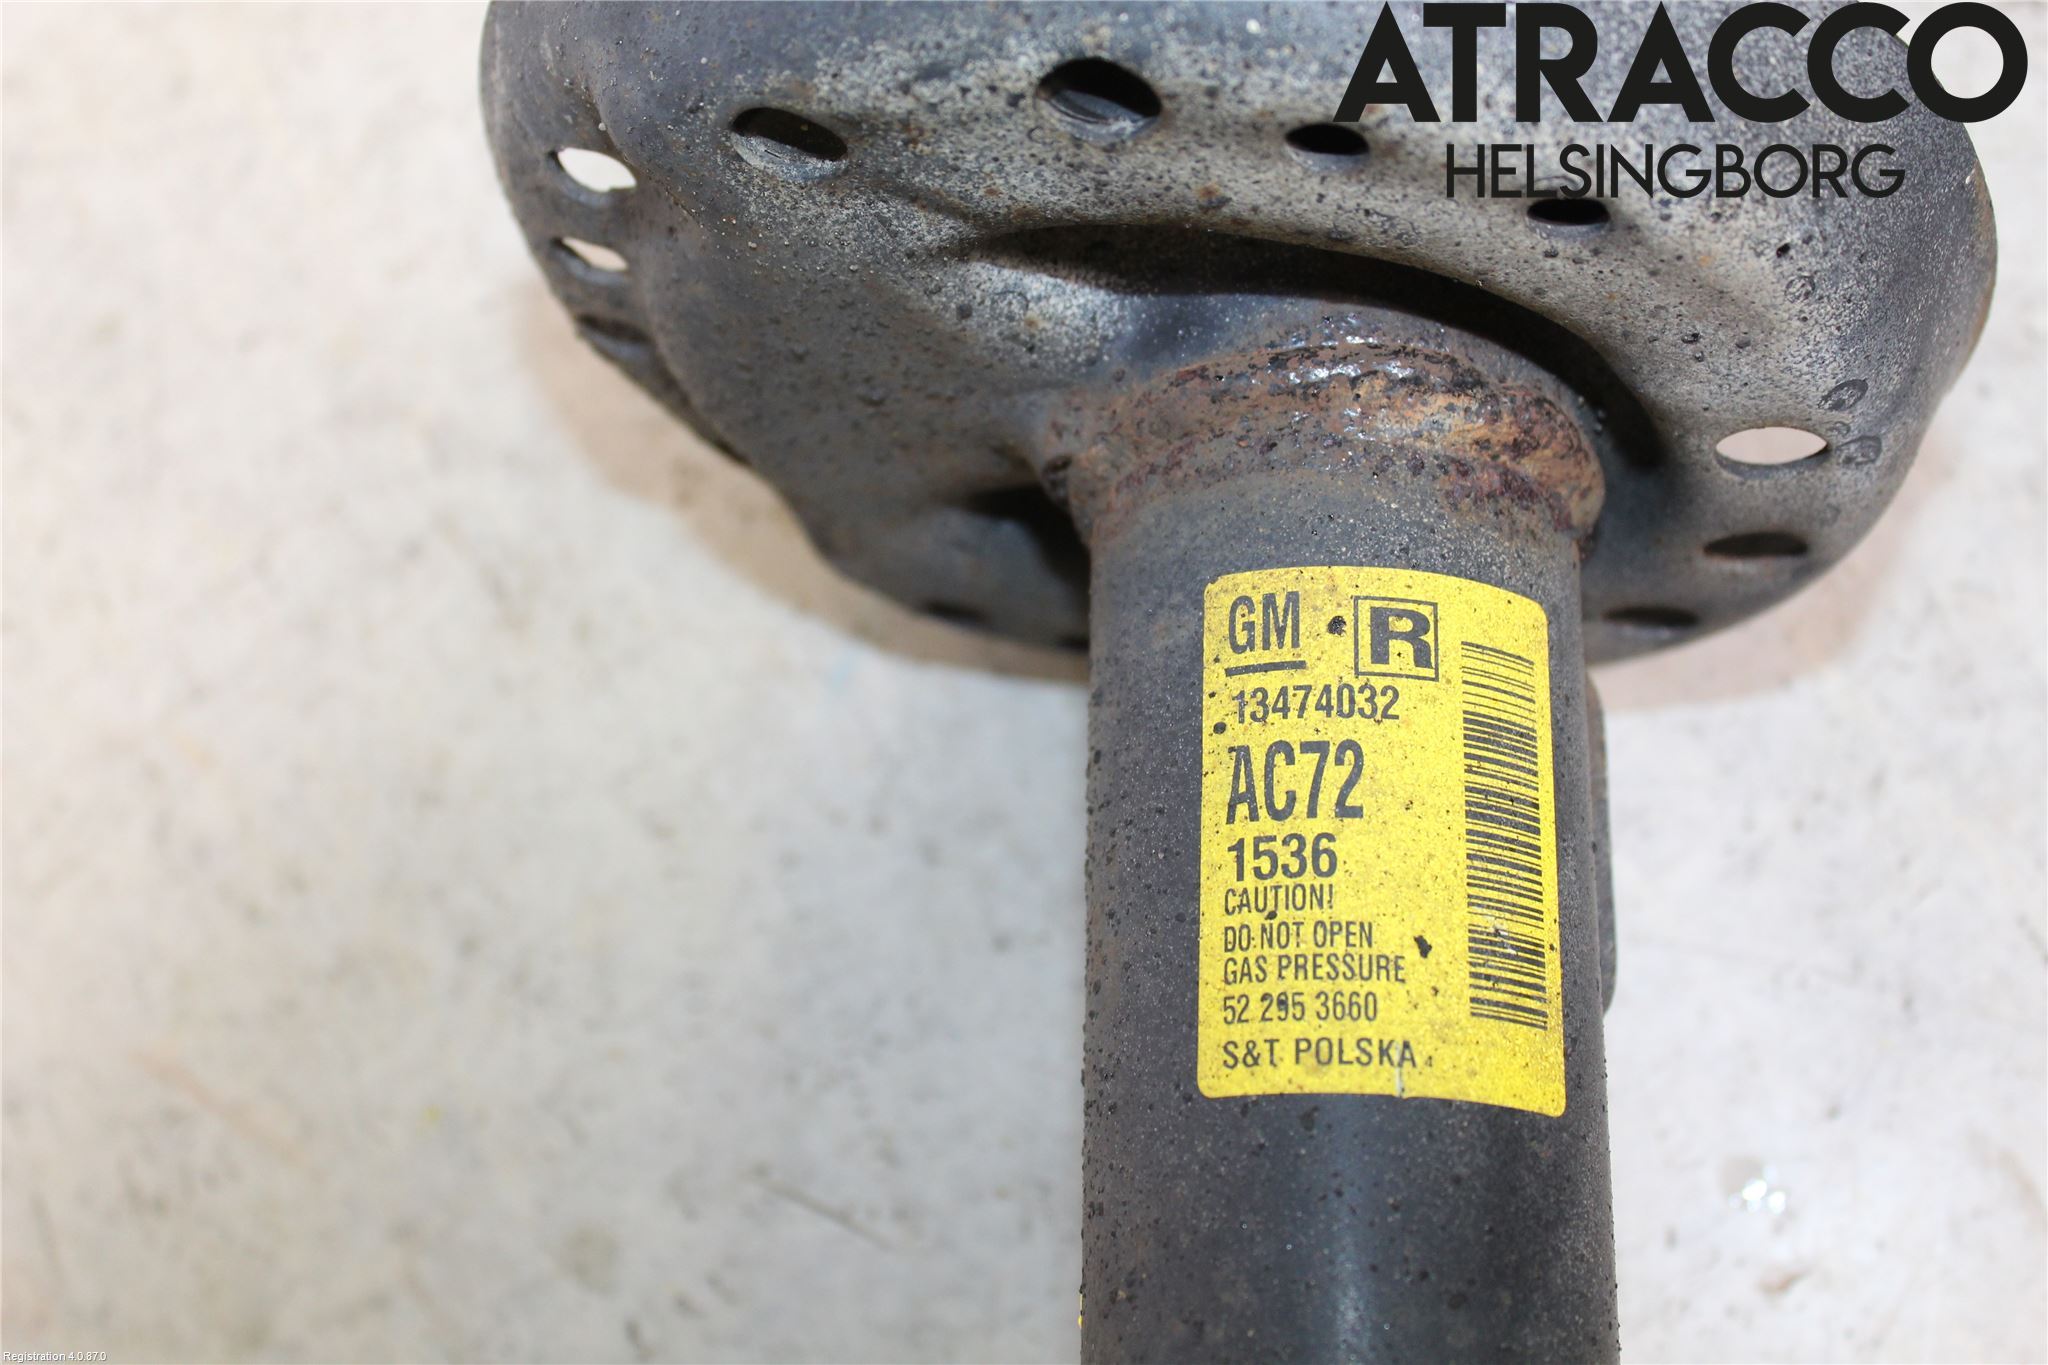 ATRACCO
HELSINGBORG
GM R
13474032
AC72
1536
CAUTION!
DO NOT OPEN
GAS PRESSURE
52 295 3660
S&T POLSKA 4
Registration 4.0.87.0